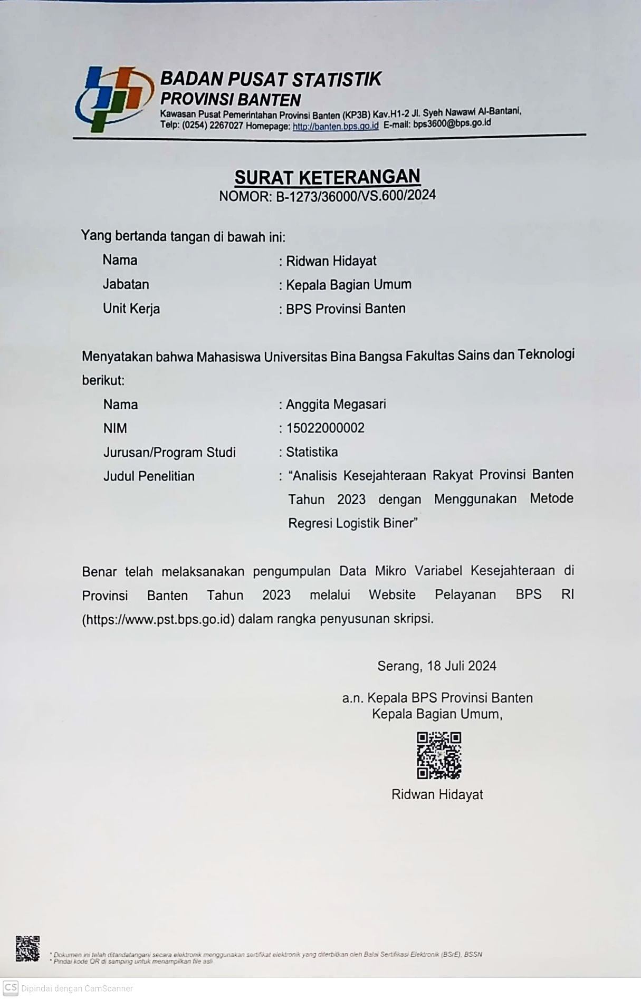 BADAN PUSAT STATISTIK
PROVINSI BANTEN
Kawasan Pusat Pemerintahan Provinsi Banten (KP3B) Kav.H1-2 Jl. Syeh Nawawi Al-Bantani,
Telp: (0254) 2267027 Homepage: http://banten.bps.go.id E-mail: bps3600@bps.go.id
SURAT KETERANGAN
NOMOR: B-1273/36000/VS.600/2024
Yang bertanda tangan di bawah ini:
Nama : Ridwan Hidayat
Jabatan : Kepala Bagian Umum
Unit Kerja : BPS Provinsi Banten
Menyatakan bahwa Mahasiswa Universitas Bina Bangsa Fakultas Sains dan Teknologi
berikut:
Nama : Anggita Megasari
NIM : 15022000002
Jurusan/Program Studi : Statistika
Judul Penelitian : “Analisis Kesejahteraan Rakyat Provinsi Banten
Tahun 2023 dengan Menggunakan Metode
Regresi Logistik Biner”
Benar telah melaksanakan pengumpulan Data Mikro Variabel Kesejahteraan di
Provinsi Banten Tahun 2023 melalui Website Pelayanan BPS RI
(https://www.pst.bps.go.id) dalam rangka penyusunan skripsi.
Serang, 18 Juli 2024
a.n. Kepala BPS Provinsi Banten
Kepala Bagian Umum,
Ridwan Hidayat
* Dokumen ini telah ditandatangani secara elektronik menggunakan sertifikat elektronik yang diterbitkan oleh Balai Sertifikasi Elektronik (BSrE), BSSN
* Pindai kode QR di samping untuk menampilkan file asli
CS Dipindai dengan CamScanner